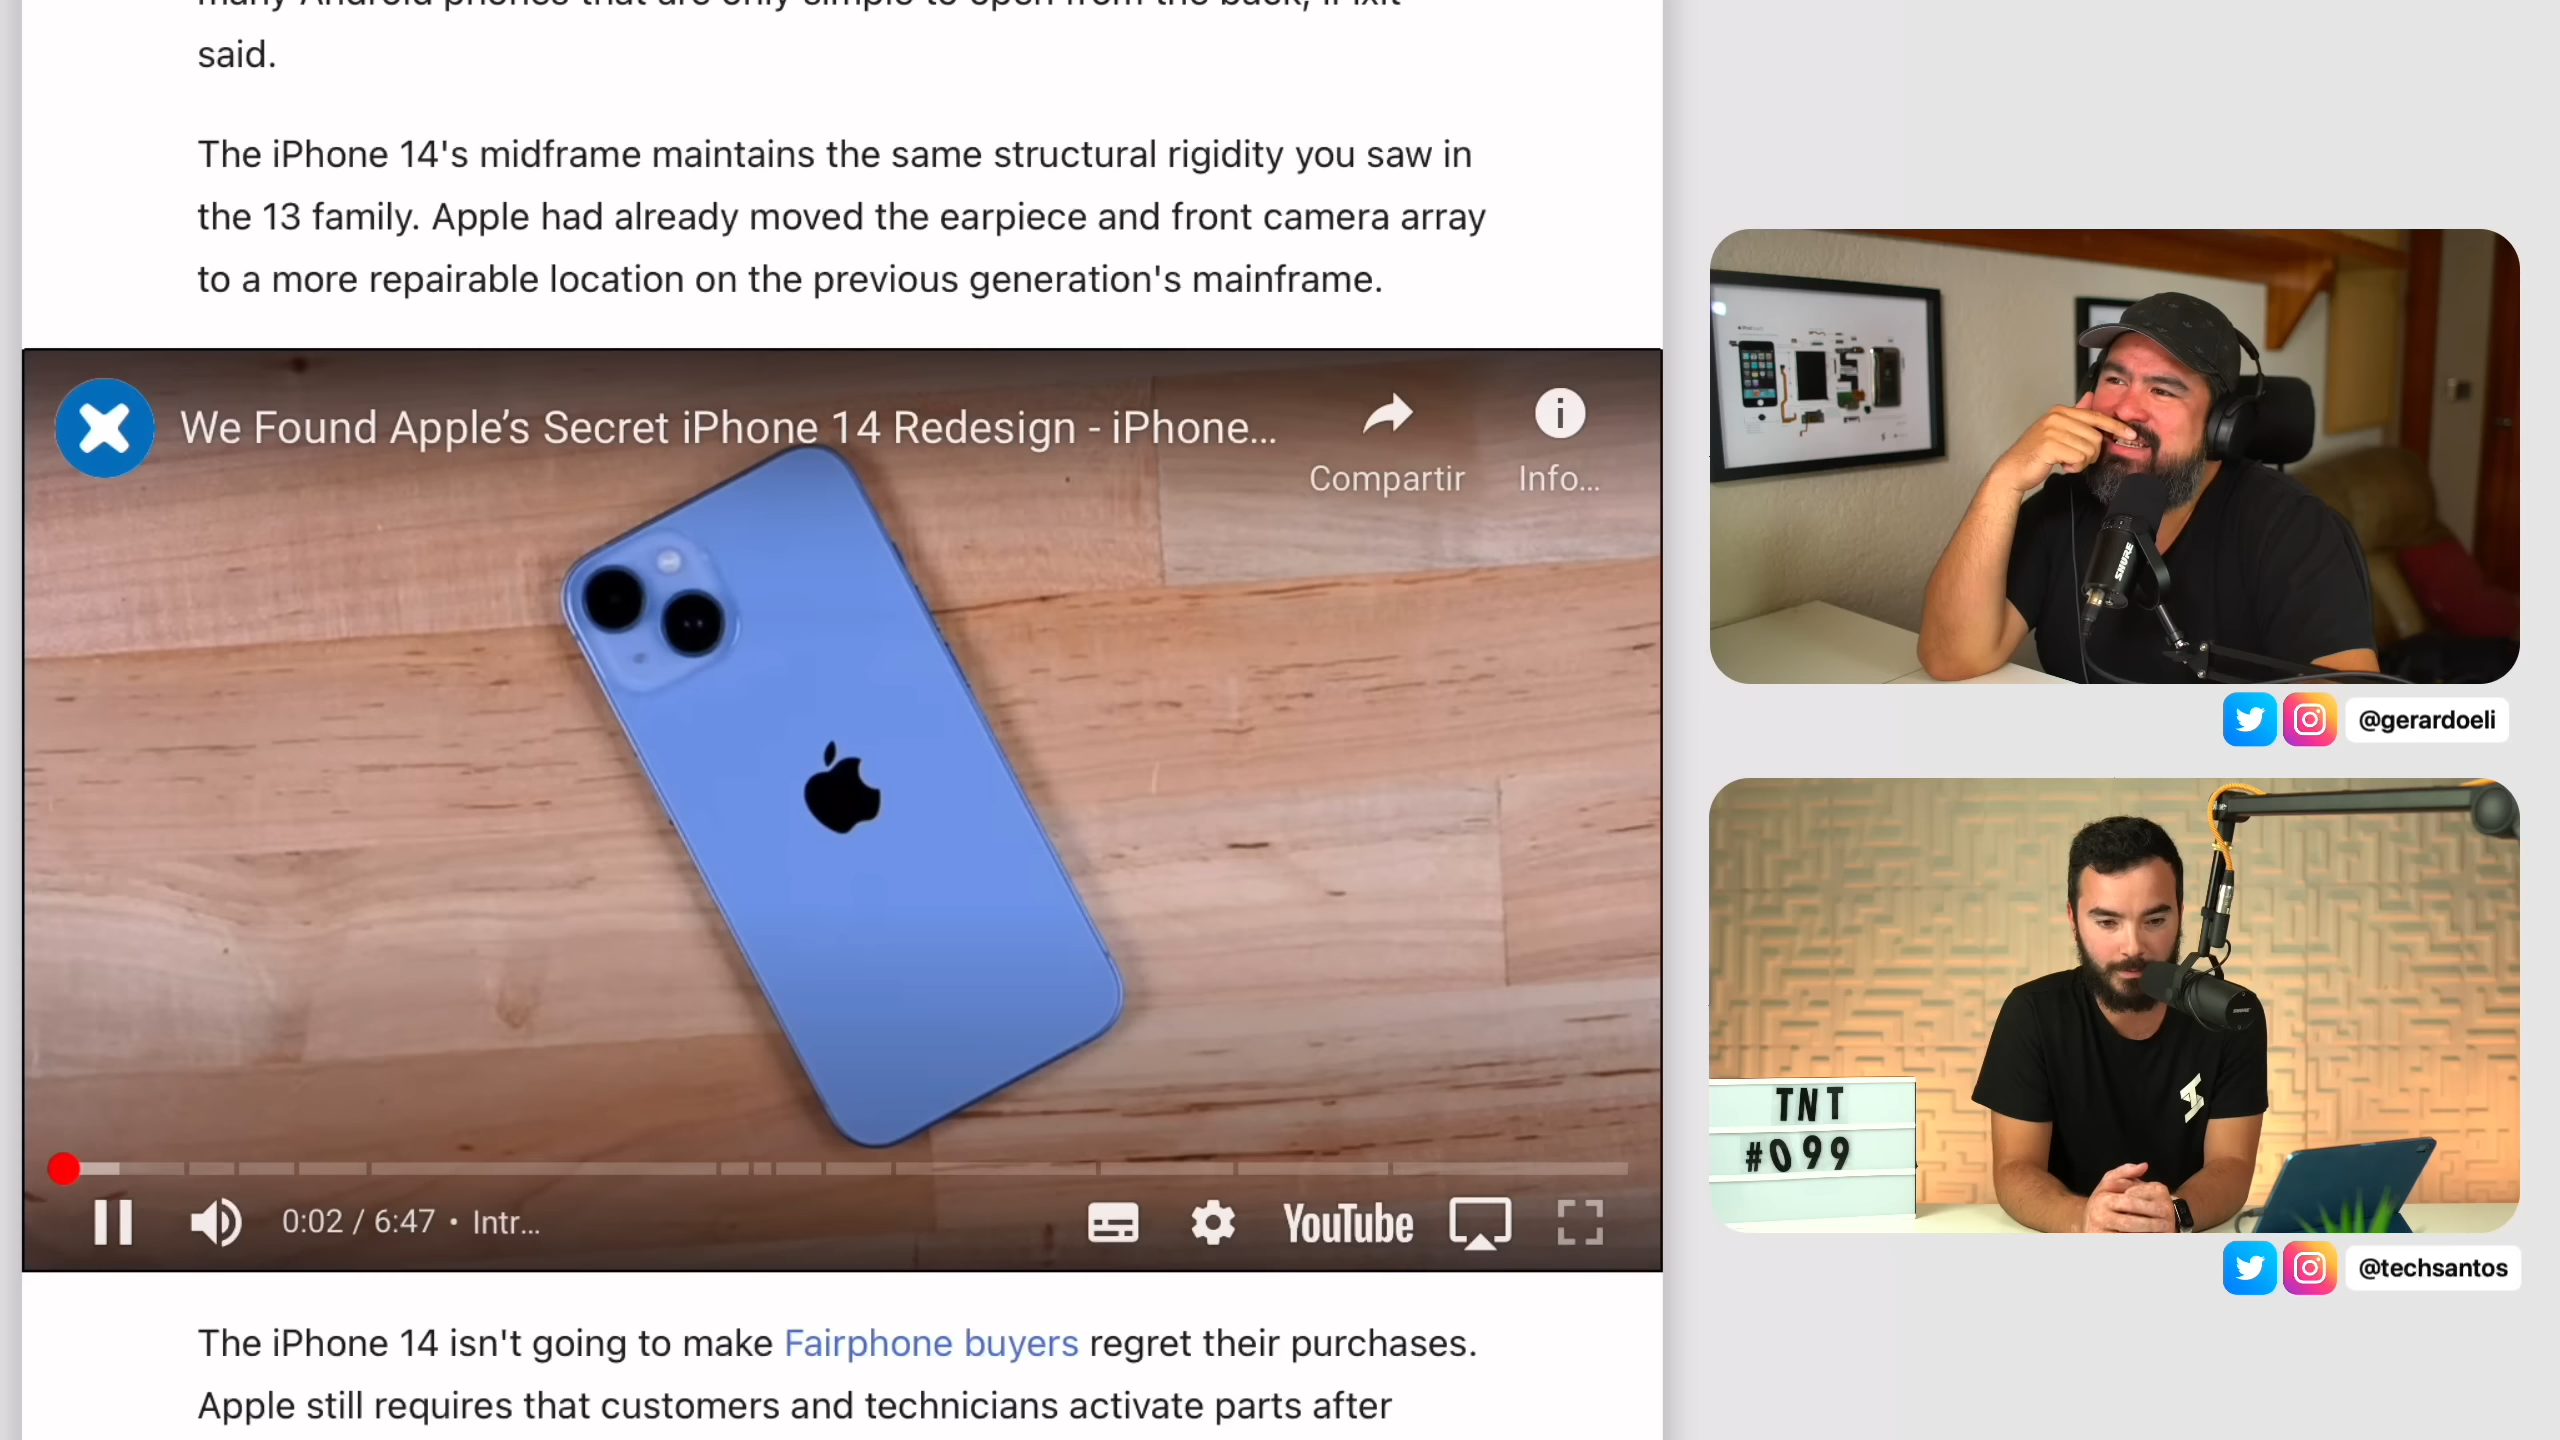 said.
The iPhone 14's midframe maintains the same structural rigidity you saw in
the 13 family. Apple had already moved the earpiece and front camera array
to a more repairable location on the previous generation's mainframe.
We Found Apple’s Secret iPhone 14 Redesign - iPhone...
Compartir
Info...
0:02 / 6:47 • Intr...
YouTube
The iPhone 14 isn't going to make Fairphone buyers regret their purchases.
Apple still requires that customers and technicians activate parts after
SHURE
@gerardoeli
TNT
#099
@techsantos